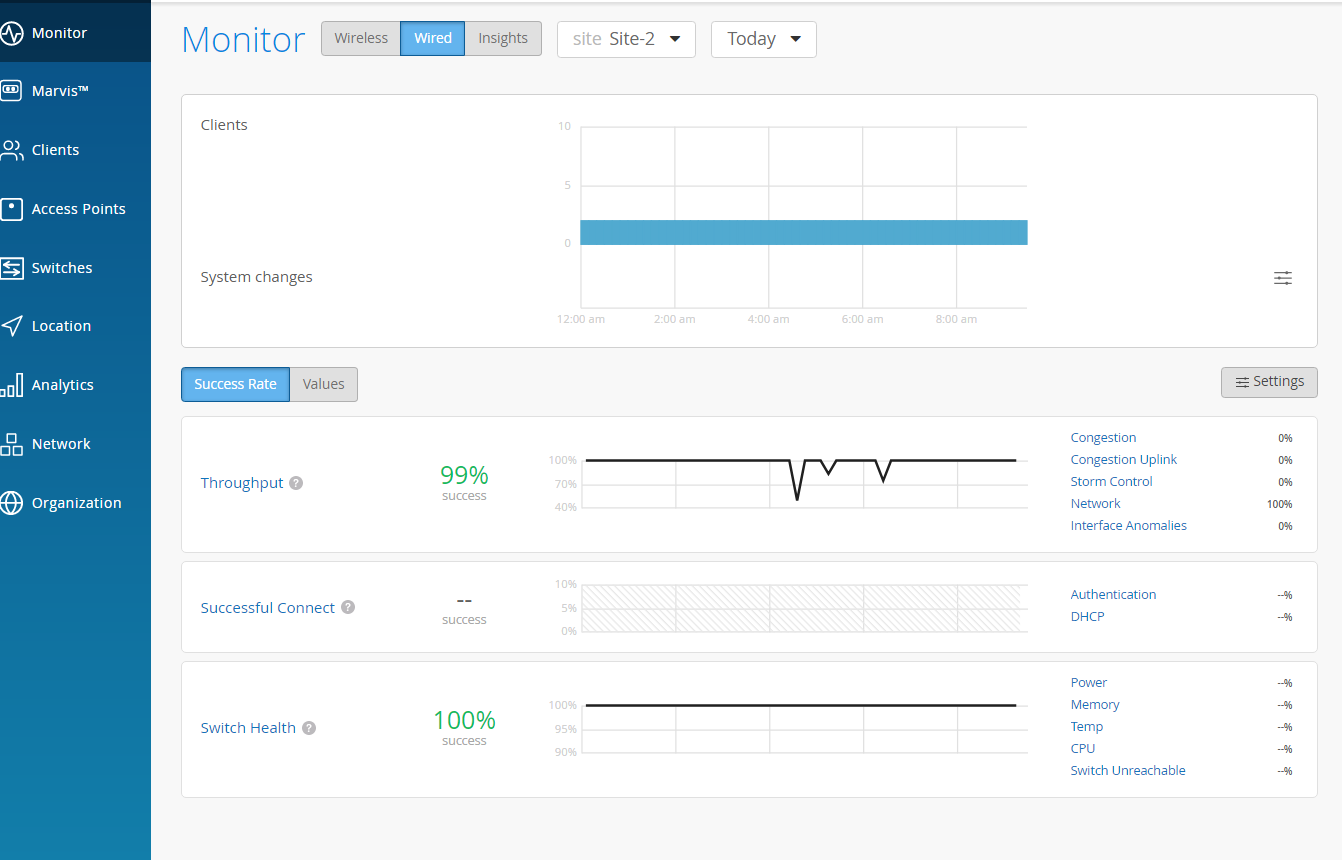 Monitor
Marvis™
Clients
Access Points
Switches
Location
Analytics
Network
Organization
Monitor
Wireless Wired Insights
site Site-2
Today
Clients
10
5
0
System changes
12:00 am 2:00 am 4:00 am 6:00 am 8:00 am
Success Rate Values
Settings
Throughput ?
99%
success
100%
70%
40%
Congestion 0%
Congestion Uplink 0%
Storm Control 0%
Network 100%
Interface Anomalies 0%
Successful Connect ?
--
success
10%
5%
0%
Authentication --%
DHCP --%
Switch Health ?
100%
success
100%
95%
90%
Power --%
Memory --%
Temp --%
CPU --%
Switch Unreachable --%